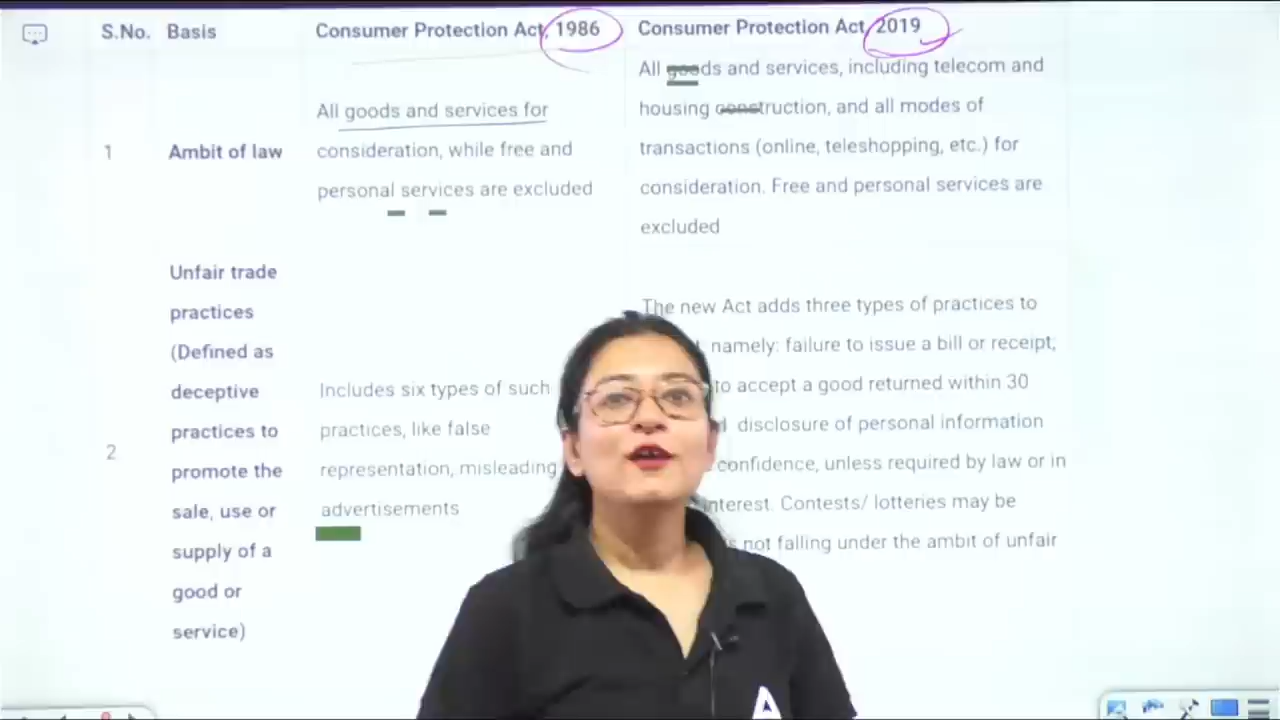 S.No. Basis Consumer Protection Act, 1986 Consumer Protection Act, 2019
1
Ambit of law
All goods and services for
consideration, while free and
personal services are excluded
All goods and services, including telecom and
housing construction, and all modes of
transactions (online, teleshopping, etc.) for
consideration. Free and personal services are
excluded
2
Unfair trade
practices
(Defined as
deceptive
practices to
promote the
sale, use or
supply of a
good or
service)
Includes six types of such
practices, like false
representation, misleading
advertisements
The new Act adds three types of practices to
namely: failure to issue a bill or receipt;
to accept a good returned within 30
disclosure of personal information
confidence, unless required by law or in
interest. Contests/ lotteries may be
not falling under the ambit of unfair